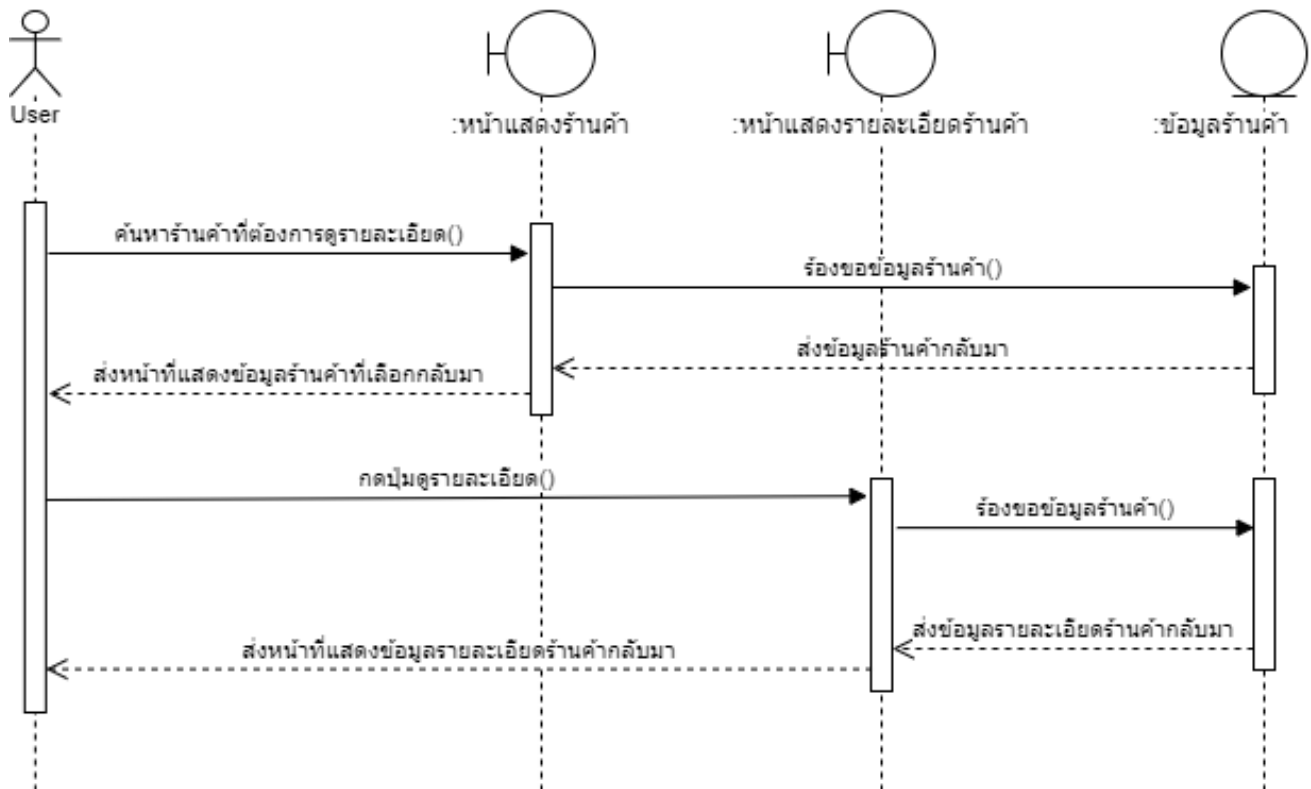 User
:หน้าแสดงร้านค้า
:หน้าแสดงรายละเอียดร้านค้า
:ข้อมูลร้านค้า
ค้นหาร้านค้าที่ต้องการดูรายละเอียด()
ร้องขอข้อมูลร้านค้า()
ส่งข้อมูลร้านค้ากลับมา
ส่งหน้าที่แสดงข้อมูลร้านค้าที่เลือกกลับมา
กดปุ่มดูรายละเอียด()
ร้องขอข้อมูลร้านค้า()
ส่งข้อมูลรายละเอียดร้านค้ากลับมา
ส่งหน้าที่แสดงข้อมูลรายละเอียดร้านค้ากลับมา